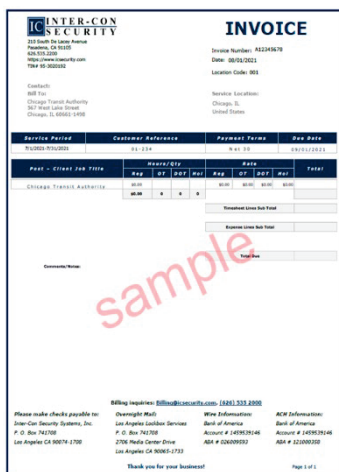 INTER-CON
SECURITY
210 South De Lacey Avenue
Pasadena, CA 91105
626.535.2200
https://www.icsecurity.com
INVOICE
Invoice Number: A12345678
Date: 08/01/2021
Location Code: 001
Contact:
Bill To:
Chicago Transit Authority
567 West Lake Street
Chicago, IL 60661-1498
Service Location:
Chicago, IL
United States
Service Period Customer Reference Payment Terms Due Date
7/1/2021-7/31/2021 01-234 Net 30 09/01/2021
Post - Client Job Title Hours/Qty Rate Total
Reg OT DOT Hol Reg OT DOT Hol
Chicago Transit Authority $0.00 $0.00 $0.00 $0.00 $0.00
$0.00 0 0 0
Timesheet Lines Sub Total
Expense Lines Sub Total
Total Due
Comments/Notes:
sample
Billing inquiries: Billing@icsecurity.com, (626) 535 2000
Please make checks payable to: Overnight Mail: Wire Information: ACH Information:
Inter-Con Security Systems, Inc. Los Angeles Lockbox Services Bank of America Bank of America
P. O. Box 741708 P. O. Box 741708 Account # 1459539146 Account # 1459539146
Los Angeles CA 90074-1708 2706 Media Center Drive ABA # 026009593 ABA # 121000358
Los Angeles CA 90065-1733
Thank you for your business!
Page 1 of 1